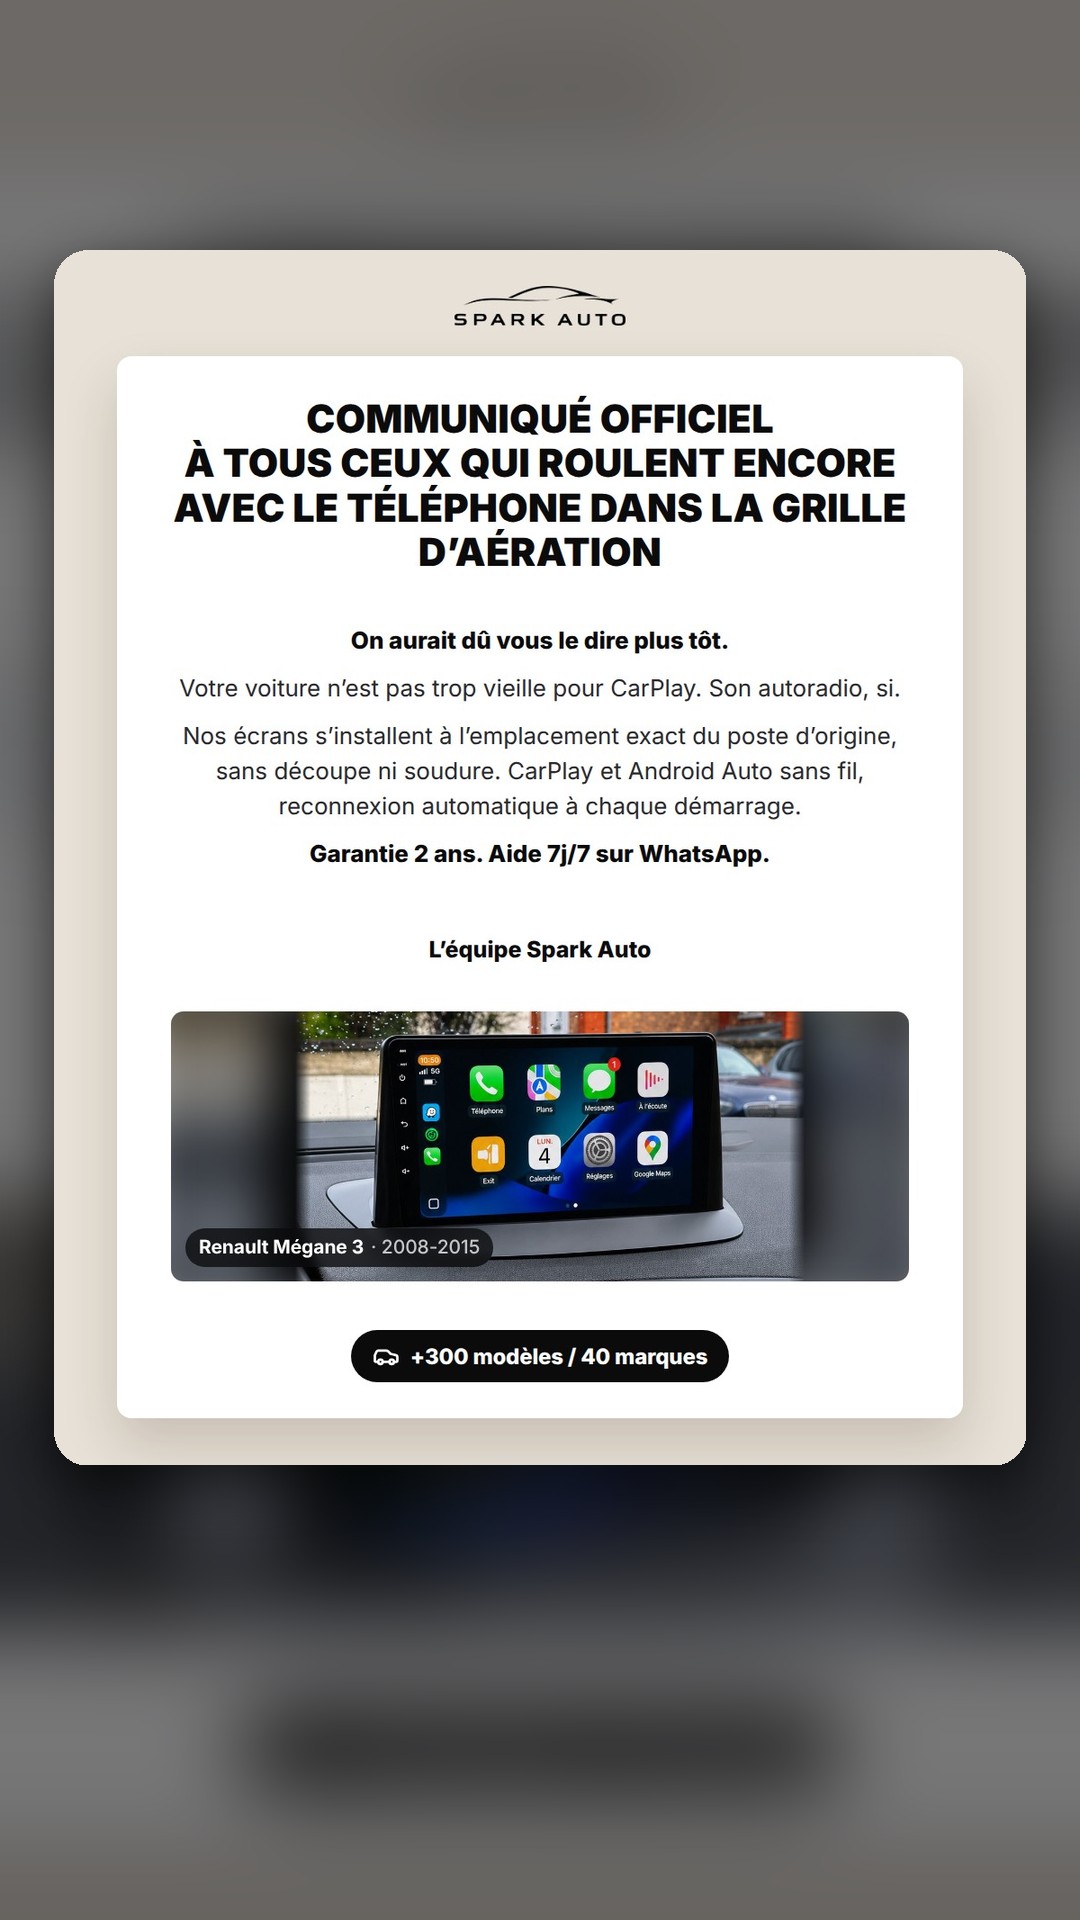 SPARK AUTO
COMMUNIQUÉ OFFICIEL
À TOUS CEUX QUI ROULENT ENCORE
AVEC LE TÉLÉPHONE DANS LA GRILLE
D’AÉRATION
On aurait dû vous le dire plus tôt.
Votre voiture n’est pas trop vieille pour CarPlay. Son autoradio, si.
Nos écrans s’installent à l’emplacement exact du poste d’origine,
sans découpe ni soudure. CarPlay et Android Auto sans fil,
reconnexion automatique à chaque démarrage.
Garantie 2 ans. Aide 7j/7 sur WhatsApp.
L’équipe Spark Auto
10:50
5G
1
Téléphone
Plans
Messages
À l’écoute
LUN.
4
Exit
Calendrier
Réglages
Google Maps
Renault Mégane 3 · 2008-2015
+300 modèles / 40 marques